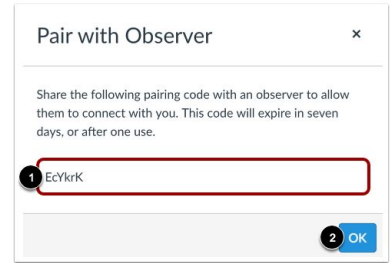 Pair with Observer
×
Share the following pairing code with an observer to allow
them to connect with you. This code will expire in seven
days, or after one use.
1 EcYkrK
2 OK